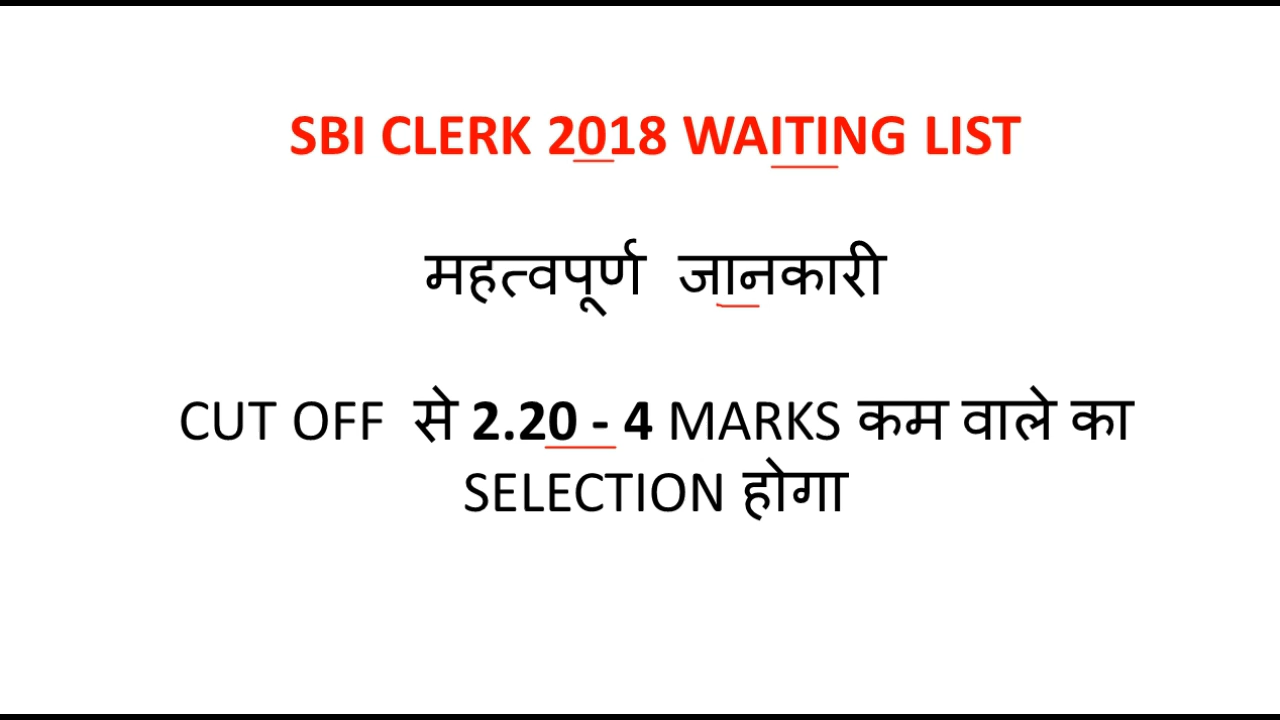 SBI CLERK 2018 WAITING LIST
महत्वपूर्ण जानकारी
CUT OFF से 2.20 - 4 MARKS कम वाले का
SELECTION होगा